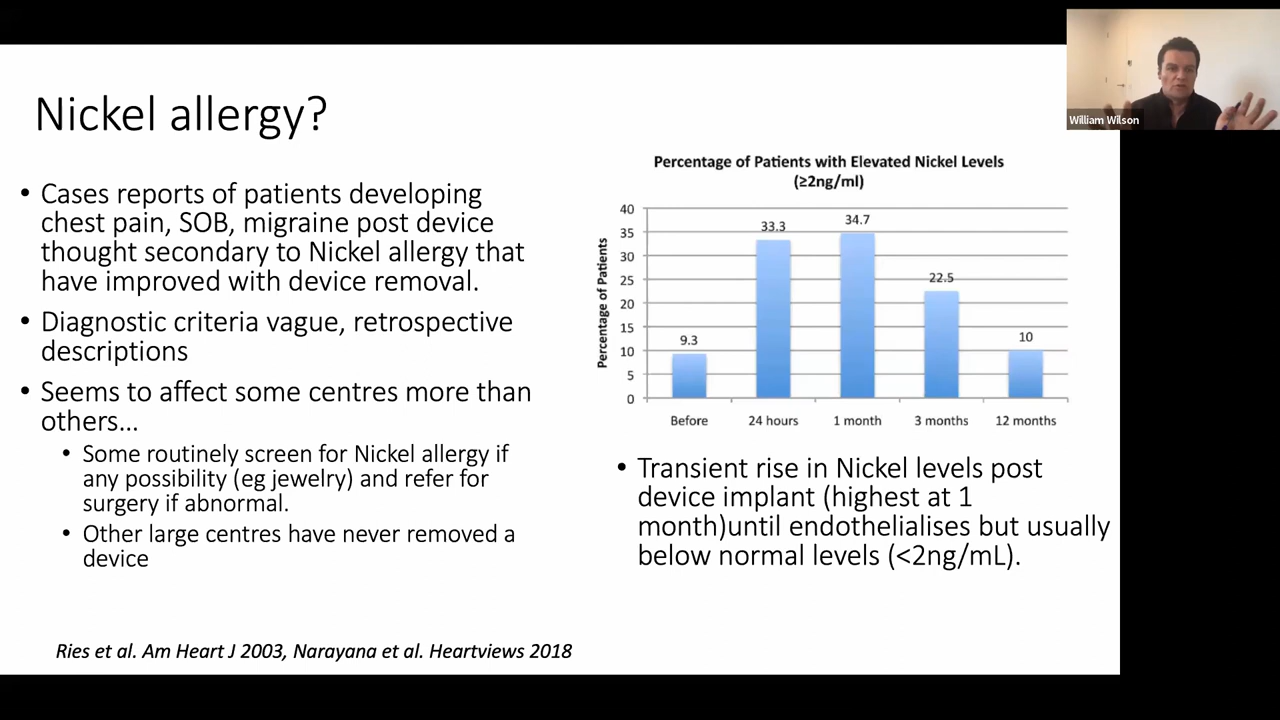 William Wilson
Nickel allergy?
• Cases reports of patients developing
chest pain, SOB, migraine post device
thought secondary to Nickel allergy that
have improved with device removal.
• Diagnostic criteria vague, retrospective
descriptions
• Seems to affect some centres more than
others...
• Some routinely screen for Nickel allergy if
any possibility (eg jewelry) and refer for
surgery if abnormal.
• Other large centres have never removed a
device
Percentage of Patients with Elevated Nickel Levels
(≥2ng/ml)
Percentage of Patients
40
35
30
25
20
15
10
5
0
9.3
33.3
34.7
22.5
10
Before
24 hours
1 month
3 months
12 months
• Transient rise in Nickel levels post
device implant (highest at 1
month)until endothelialises but usually
below normal levels (<2ng/mL).
Ries et al. Am Heart J 2003, Narayana et al. Heartviews 2018